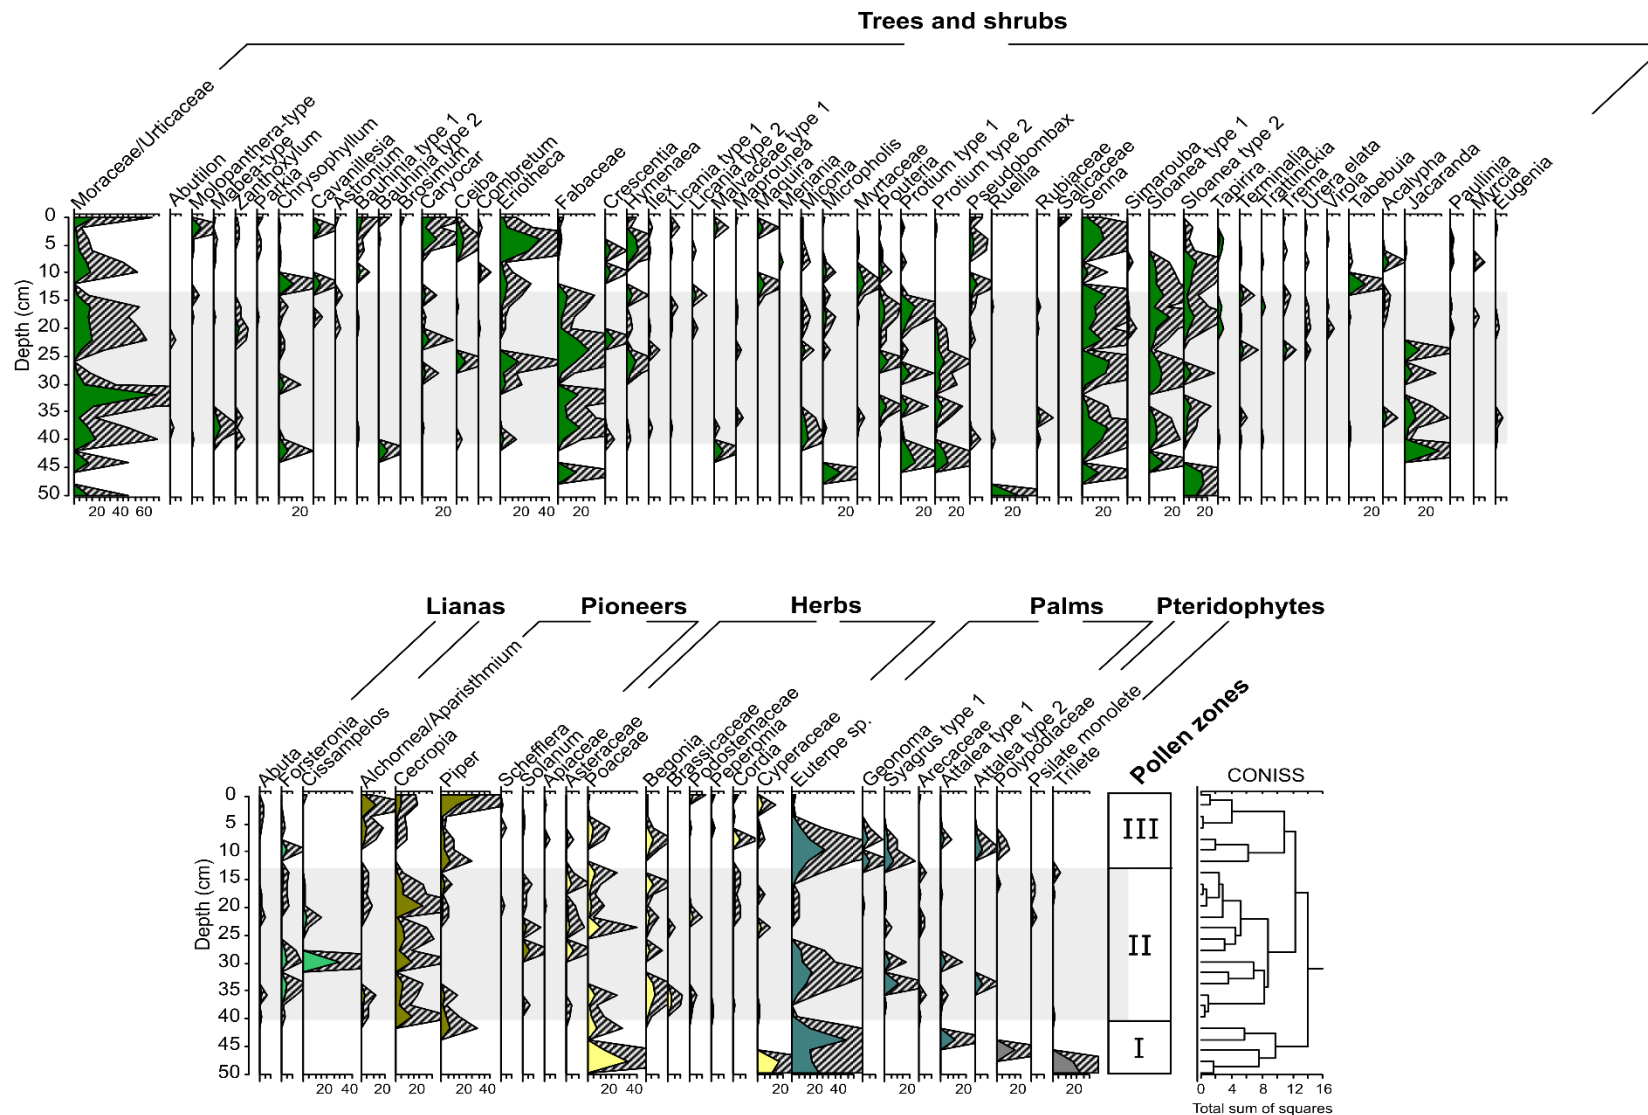 Trees and shrubs
Moraceae/Urticaceae
Abutilon
Molopanthera-type
Mabea-type
Zanthoxylum
Parkia
Chrysophyllum
Cavanillesia
Astronium
Bauhinia type 1
Bauhinia type 2
Brosimum
Caryocar
Ceiba
Combretum
Eriotheca
Fabaceae
Crescentia
Hymenaea
Ilex
Licania type 1
Licania type 2
Malvaceae type 1
Maprounea
Maquira
Melania
Miconia
Micropholis
Myrtaceae
Pouteria
Protium type 1
Protium type 2
Pseudobombax
Ruellia
Rubiaceae
Salicaceae
Senna
Simarouba
Sloanea type 1
Sloanea type 2
Tapirira
Terminalia
Trattinickia
Trema
Urera elata
Virola
Tabebuia
Acalypha
Jacaranda
Paullinia
Myrcia
Eugenia
Depth (cm)
0
5
10
15
20
25
30
35
40
45
50
20 40 60 20 20 20 40 20 20 20 20 20 20 20 20 20 20 20
Lianas Pioneers Herbs Palms Pteridophytes
Abuta
Forsteronia
Cissampelos
Alchornea/Aparisthmium
Cecropia
Piper
Schefflera
Solanum
Apiaceae
Asteraceae
Poaceae
Begonia
Brassicaceae
Podostemaceae
Peperomia
Cordia
Cyperaceae
Euterpe sp.
Geonoma
Syagrus type 1
Arecaceae
Attalea type 1
Attalea type 2
Polypodiaceae
Psilate monolete
Trilete
Pollen zones
CONISS
Depth (cm)
0
5
10
15
20
25
30
35
40
45
50
III
II
I
20 40 20 20 20 40 20 20 40 20 20 20 40 20 20 20 20
0 4 8 12 16
Total sum of squares